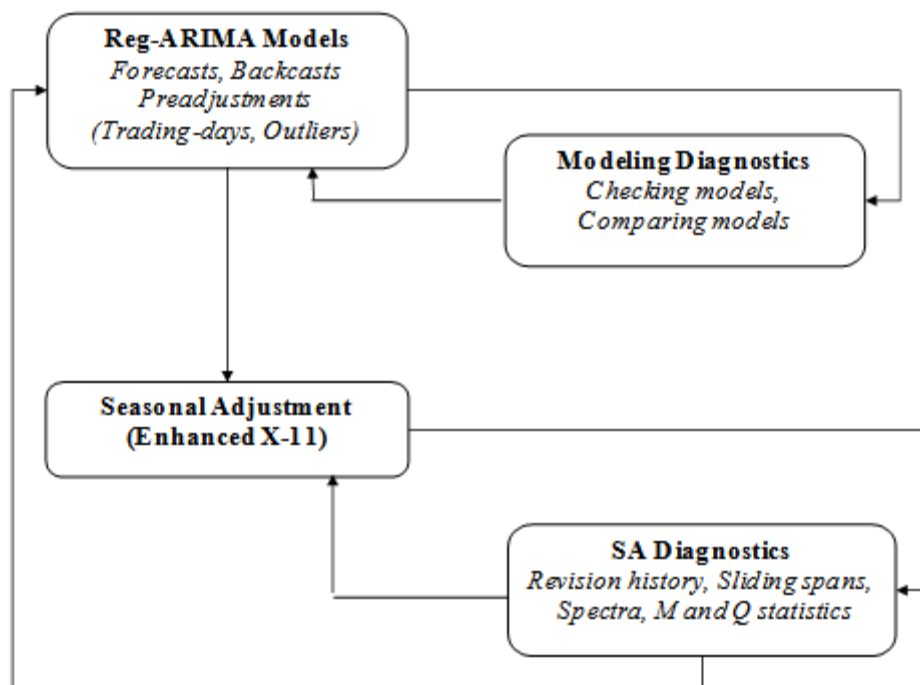 Reg-ARIMA Models
Forecasts, Backcasts
Preadjustments
(Trading-days, Outliers)
Modeling Diagnostics
Checking models,
Comparing models
Seasonal Adjustment
(Enhanced X-11)
SA Diagnostics
Revision history, Sliding spans,
Spectra, M and Q statistics